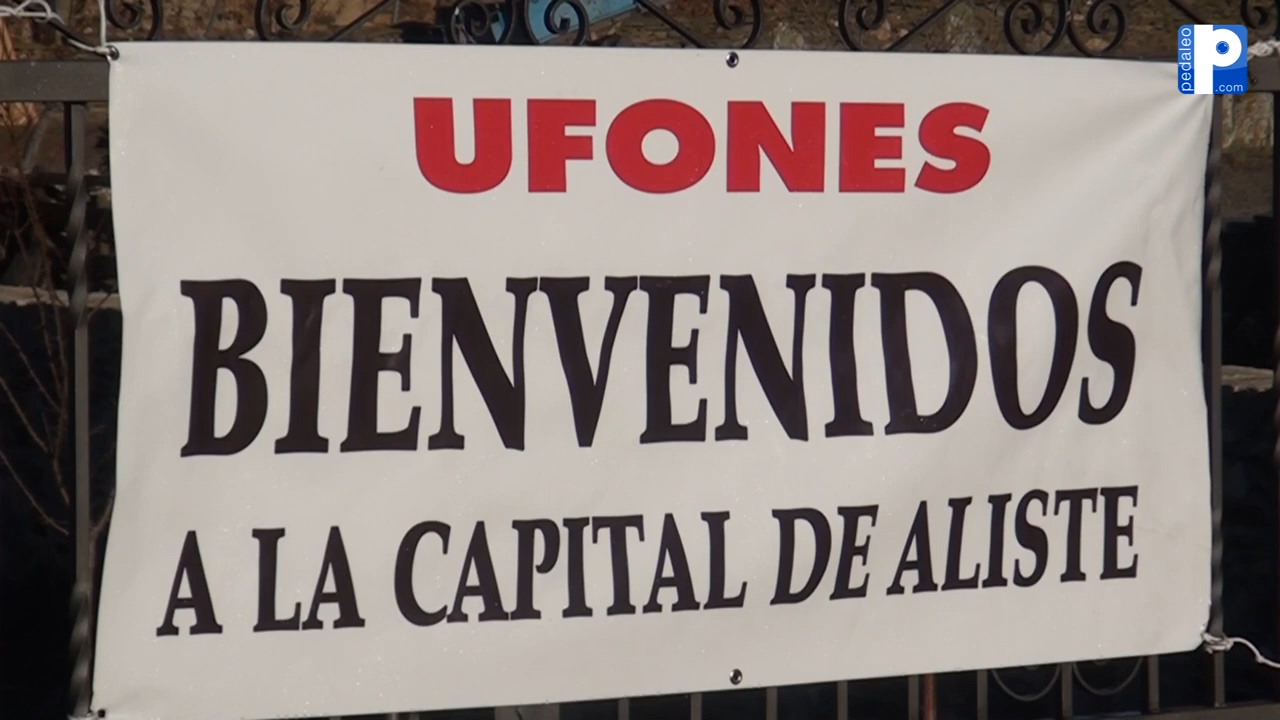 UFONES
BIENVENIDOS
A LA CAPITAL DE ALISTE
pedaleo
p
.com